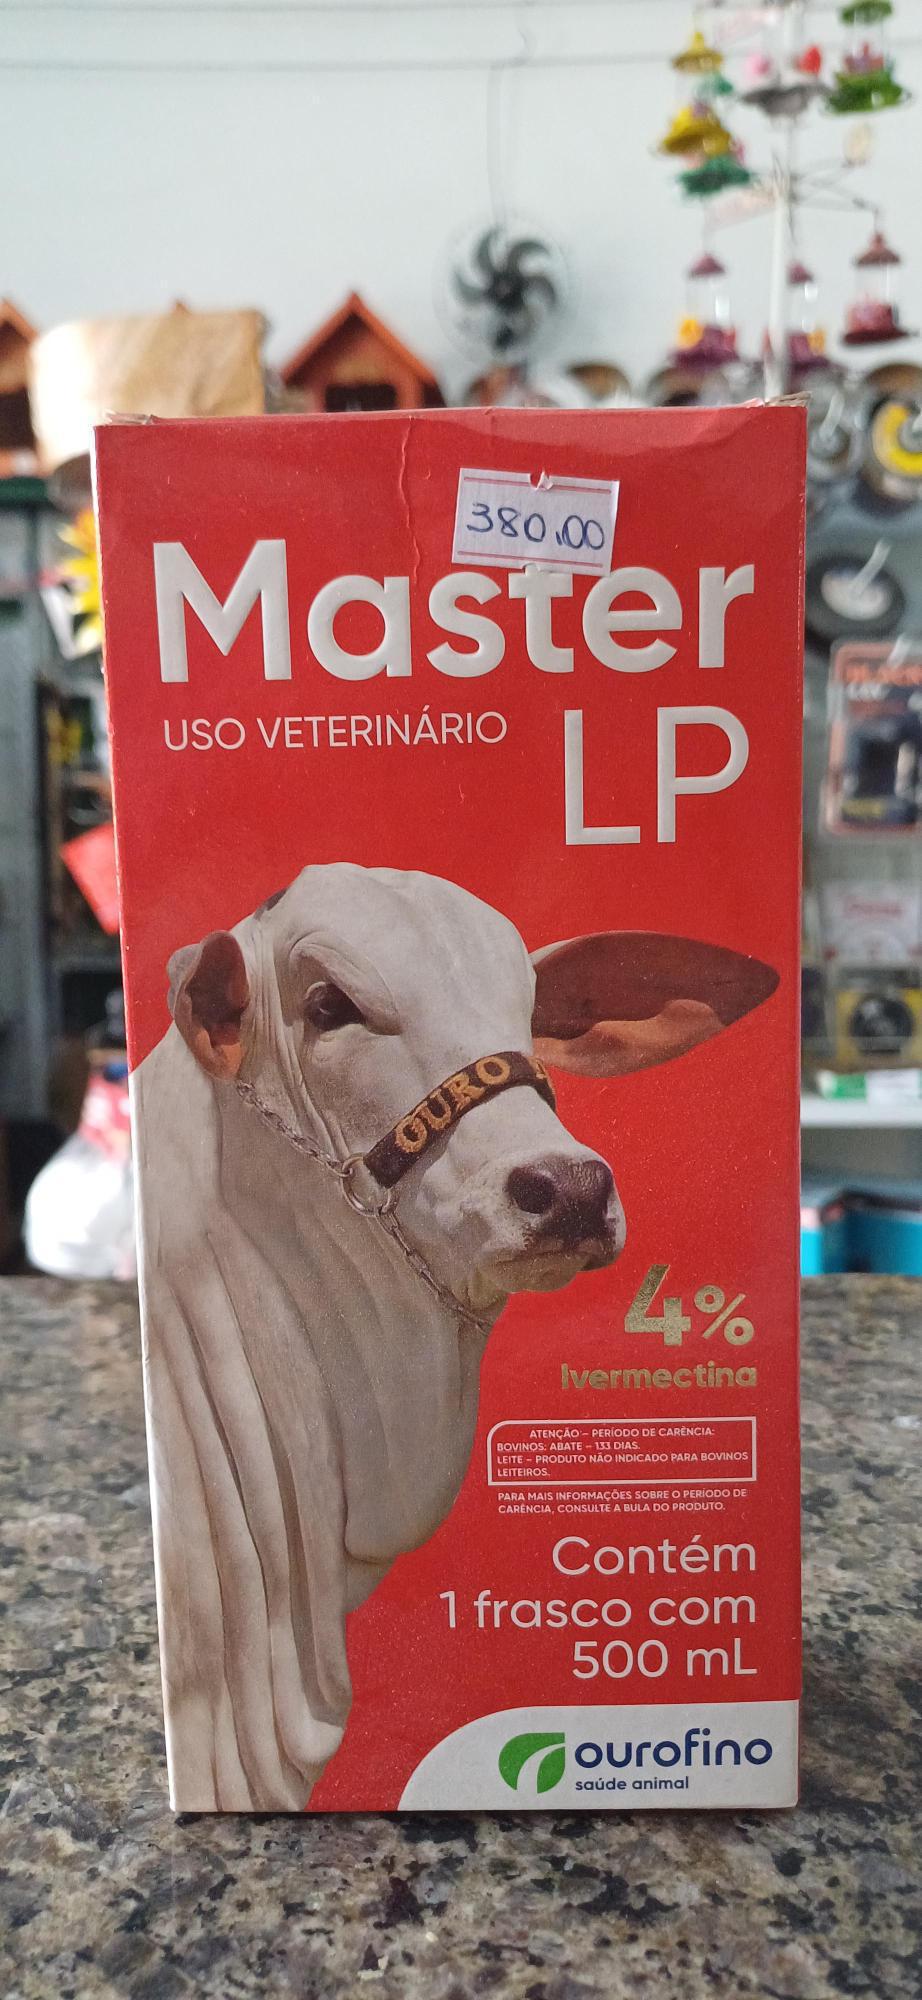 380,00
Master
USO VETERINÁRIO
LP
OURO
4%
Ivermectina
ATENÇÃO – PERÍODO DE CARÊNCIA:
BOVINOS: ABATE – 133 DIAS.
LEITE – PRODUTO NÃO INDICADO PARA BOVINOS
LEITEIROS.
PARA MAIS INFORMAÇÕES SOBRE O PERÍODO DE
CARÊNCIA, CONSULTE A BULA DO PRODUTO.
Contém
1 frasco com
500 mL
ourofino
saúde animal